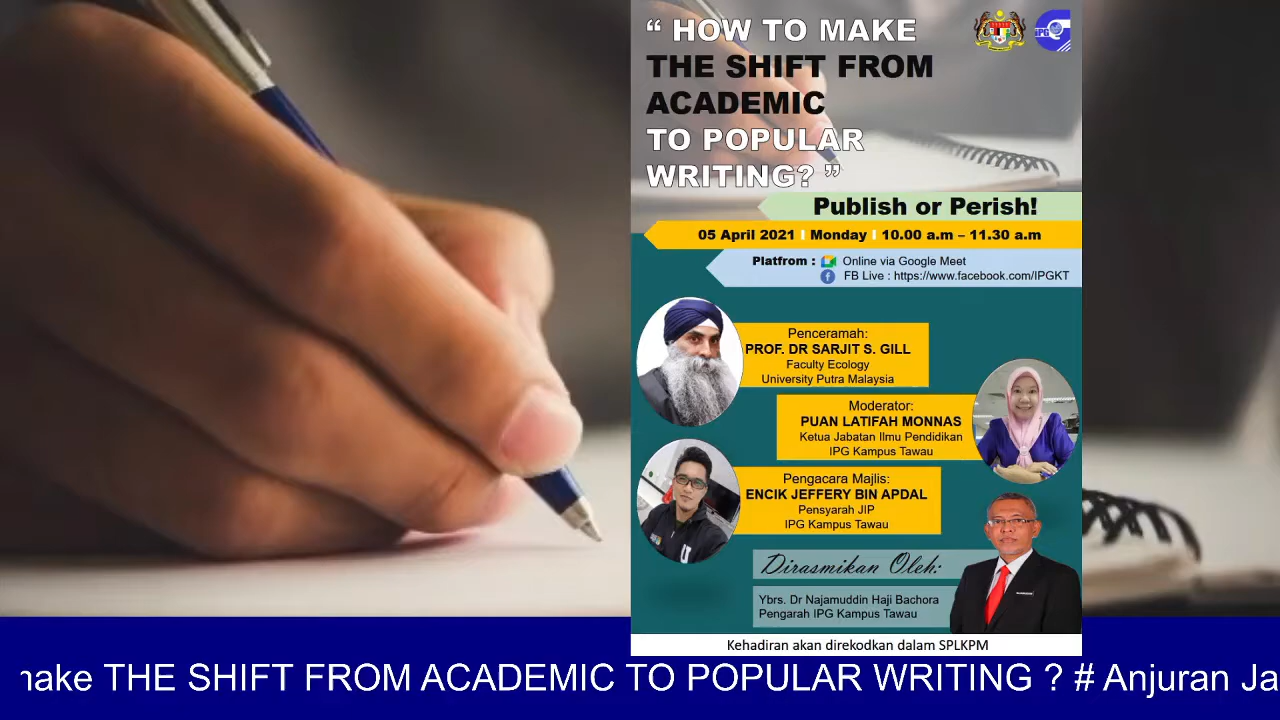 “ HOW TO MAKE
THE SHIFT FROM
ACADEMIC
TO POPULAR
WRITING? ”
iPG
Publish or Perish!
05 April 2021 I Monday I 10.00 a.m – 11.30 a.m
Platfrom : Online via Google Meet
FB Live : https://www.facebook.com/IPGKT
Penceramah:
PROF. DR SARJIT S. GILL
Faculty Ecology
University Putra Malaysia
Moderator:
PUAN LATIFAH MONNAS
Ketua Jabatan Ilmu Pendidikan
IPG Kampus Tawau
Pengacara Majlis:
ENCIK JEFFERY BIN APDAL
Pensyarah JIP
IPG Kampus Tawau
Dirasmikan Oleh:
Ybrs. Dr Najamuddin Haji Bachora
Pengarah IPG Kampus Tawau
Kehadiran akan direkodkan dalam SPLKPM
make THE SHIFT FROM ACADEMIC TO POPULAR WRITING ? # Anjuran Ja